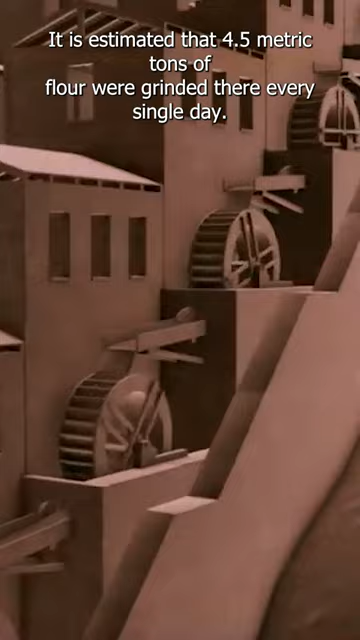 It is estimated that 4.5 metric
tons of
flour were grinded there every
single day.